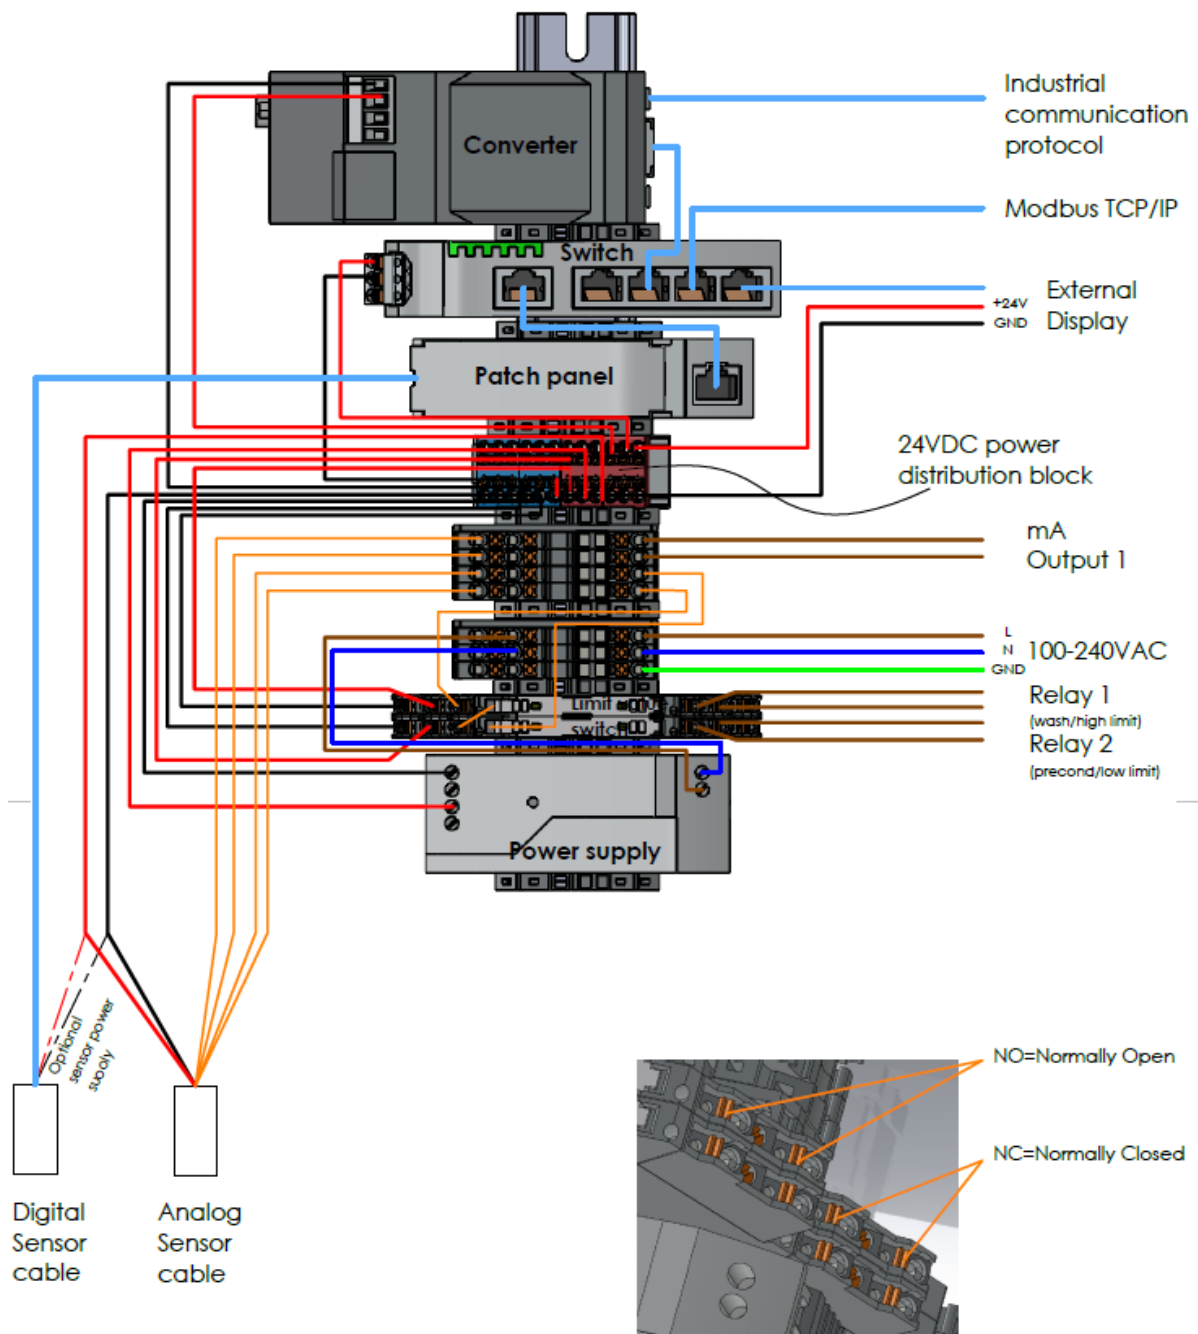 Industrial
communication
protocol
Converter
Modbus TCP/IP
Switch
External
Display
+24V
GND
Patch panel
24VDC power
distribution block
mA
Output 1
L
N
GND
100-240VAC
Relay 1
(wash/high limit)
Relay 2
(precond/low limit)
Limit
switch
Power supply
Optional
sensor power
supply
NO=Normally Open
NC=Normally Closed
Digital
Sensor
cable
Analog
Sensor
cable